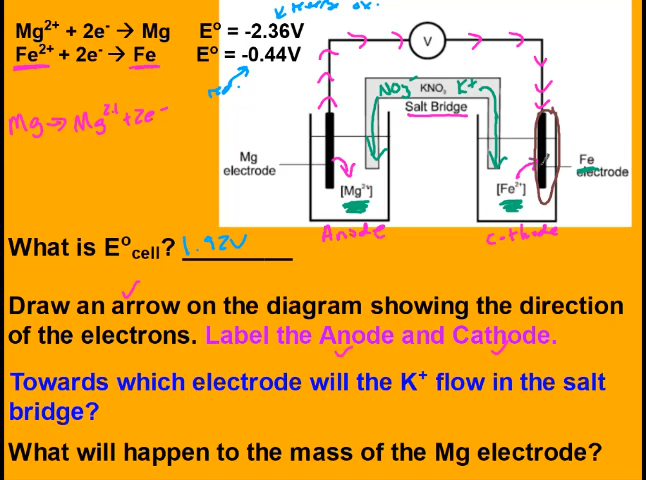 Mg²⁺ + 2e⁻ → Mg E° = -2.36V
Fe²⁺ + 2e⁻ → Fe E° = -0.44V
ox.
red.
Mg → Mg²⁺ + 2e⁻
V
NO₃⁻ KNO₃ K⁺
Salt Bridge
Mg
electrode
[Mg²⁺]
[Fe²⁺]
Fe
electrode
Anode
Cathode
What is E°cell? 1.92V
Draw an arrow on the diagram showing the direction
of the electrons. Label the Anode and Cathode.
Towards which electrode will the K⁺ flow in the salt
bridge?
What will happen to the mass of the Mg electrode?